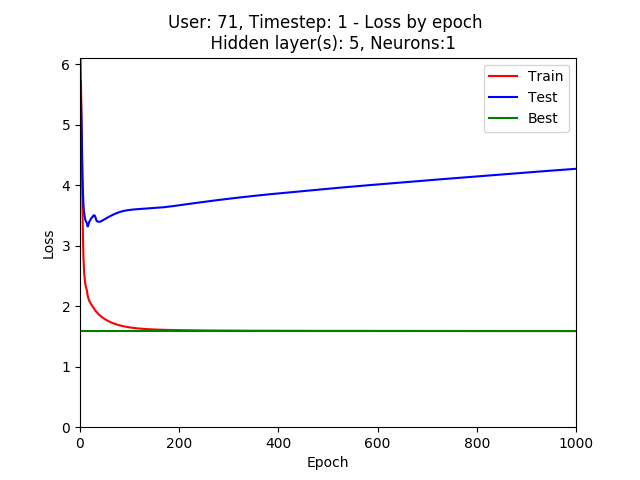 User: 71, Timestep: 1 - Loss by epoch
Hidden layer(s): 5, Neurons:1
Train
Test
Best
6
5
4
3
2
1
0
Loss
0 200 400 600 800 1000
Epoch